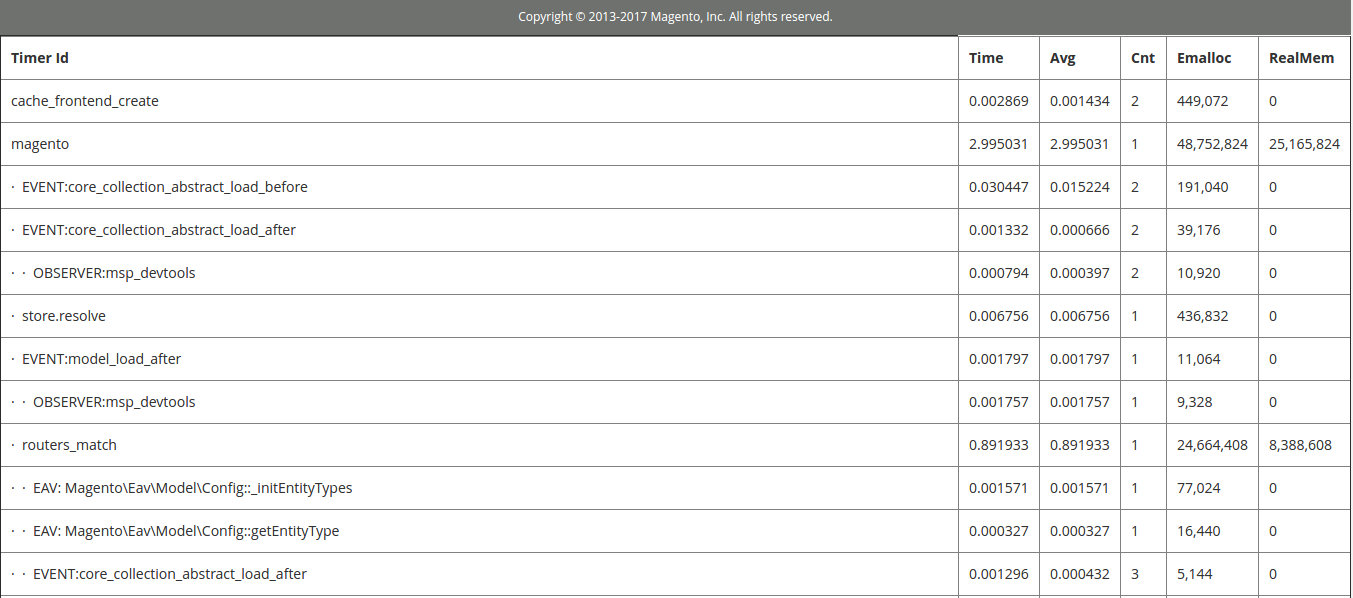 Copyright © 2013-2017 Magento, Inc. All rights reserved.
Timer Id Time Avg Cnt Emalloc RealMem
cache_frontend_create 0.002869 0.001434 2 449,072 0
magento 2.995031 2.995031 1 48,752,824 25,165,824
· EVENT:core_collection_abstract_load_before 0.030447 0.015224 2 191,040 0
· EVENT:core_collection_abstract_load_after 0.001332 0.000666 2 39,176 0
· · OBSERVER:msp_devtools 0.000794 0.000397 2 10,920 0
· store.resolve 0.006756 0.006756 1 436,832 0
· EVENT:model_load_after 0.001797 0.001797 1 11,064 0
· · OBSERVER:msp_devtools 0.001757 0.001757 1 9,328 0
· routers_match 0.891933 0.891933 1 24,664,408 8,388,608
· · EAV: Magento\Eav\Model\Config::_initEntityTypes 0.001571 0.001571 1 77,024 0
· · EAV: Magento\Eav\Model\Config::getEntityType 0.000327 0.000327 1 16,440 0
· · EVENT:core_collection_abstract_load_after 0.001296 0.000432 3 5,144 0